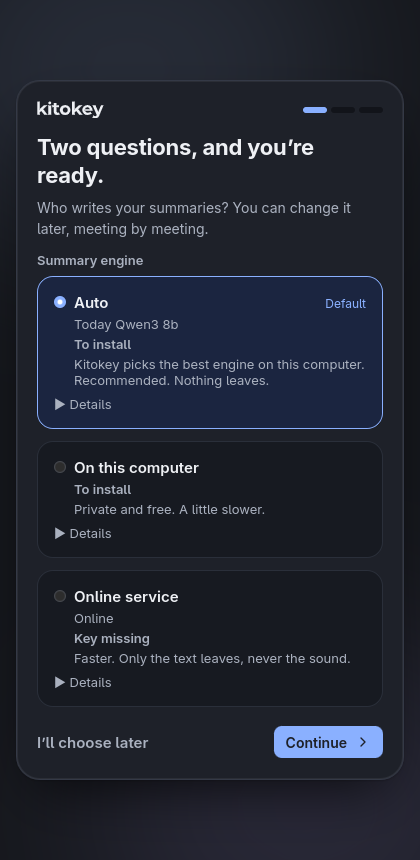 kitokey
Two questions, and you’re
ready.
Who writes your summaries? You can change it
later, meeting by meeting.
Summary engine
Auto
Default
Today Qwen3 8b
To install
Kitokey picks the best engine on this computer.
Recommended. Nothing leaves.
▶ Details
On this computer
To install
Private and free. A little slower.
▶ Details
Online service
Online
Key missing
Faster. Only the text leaves, never the sound.
▶ Details
I’ll choose later
Continue